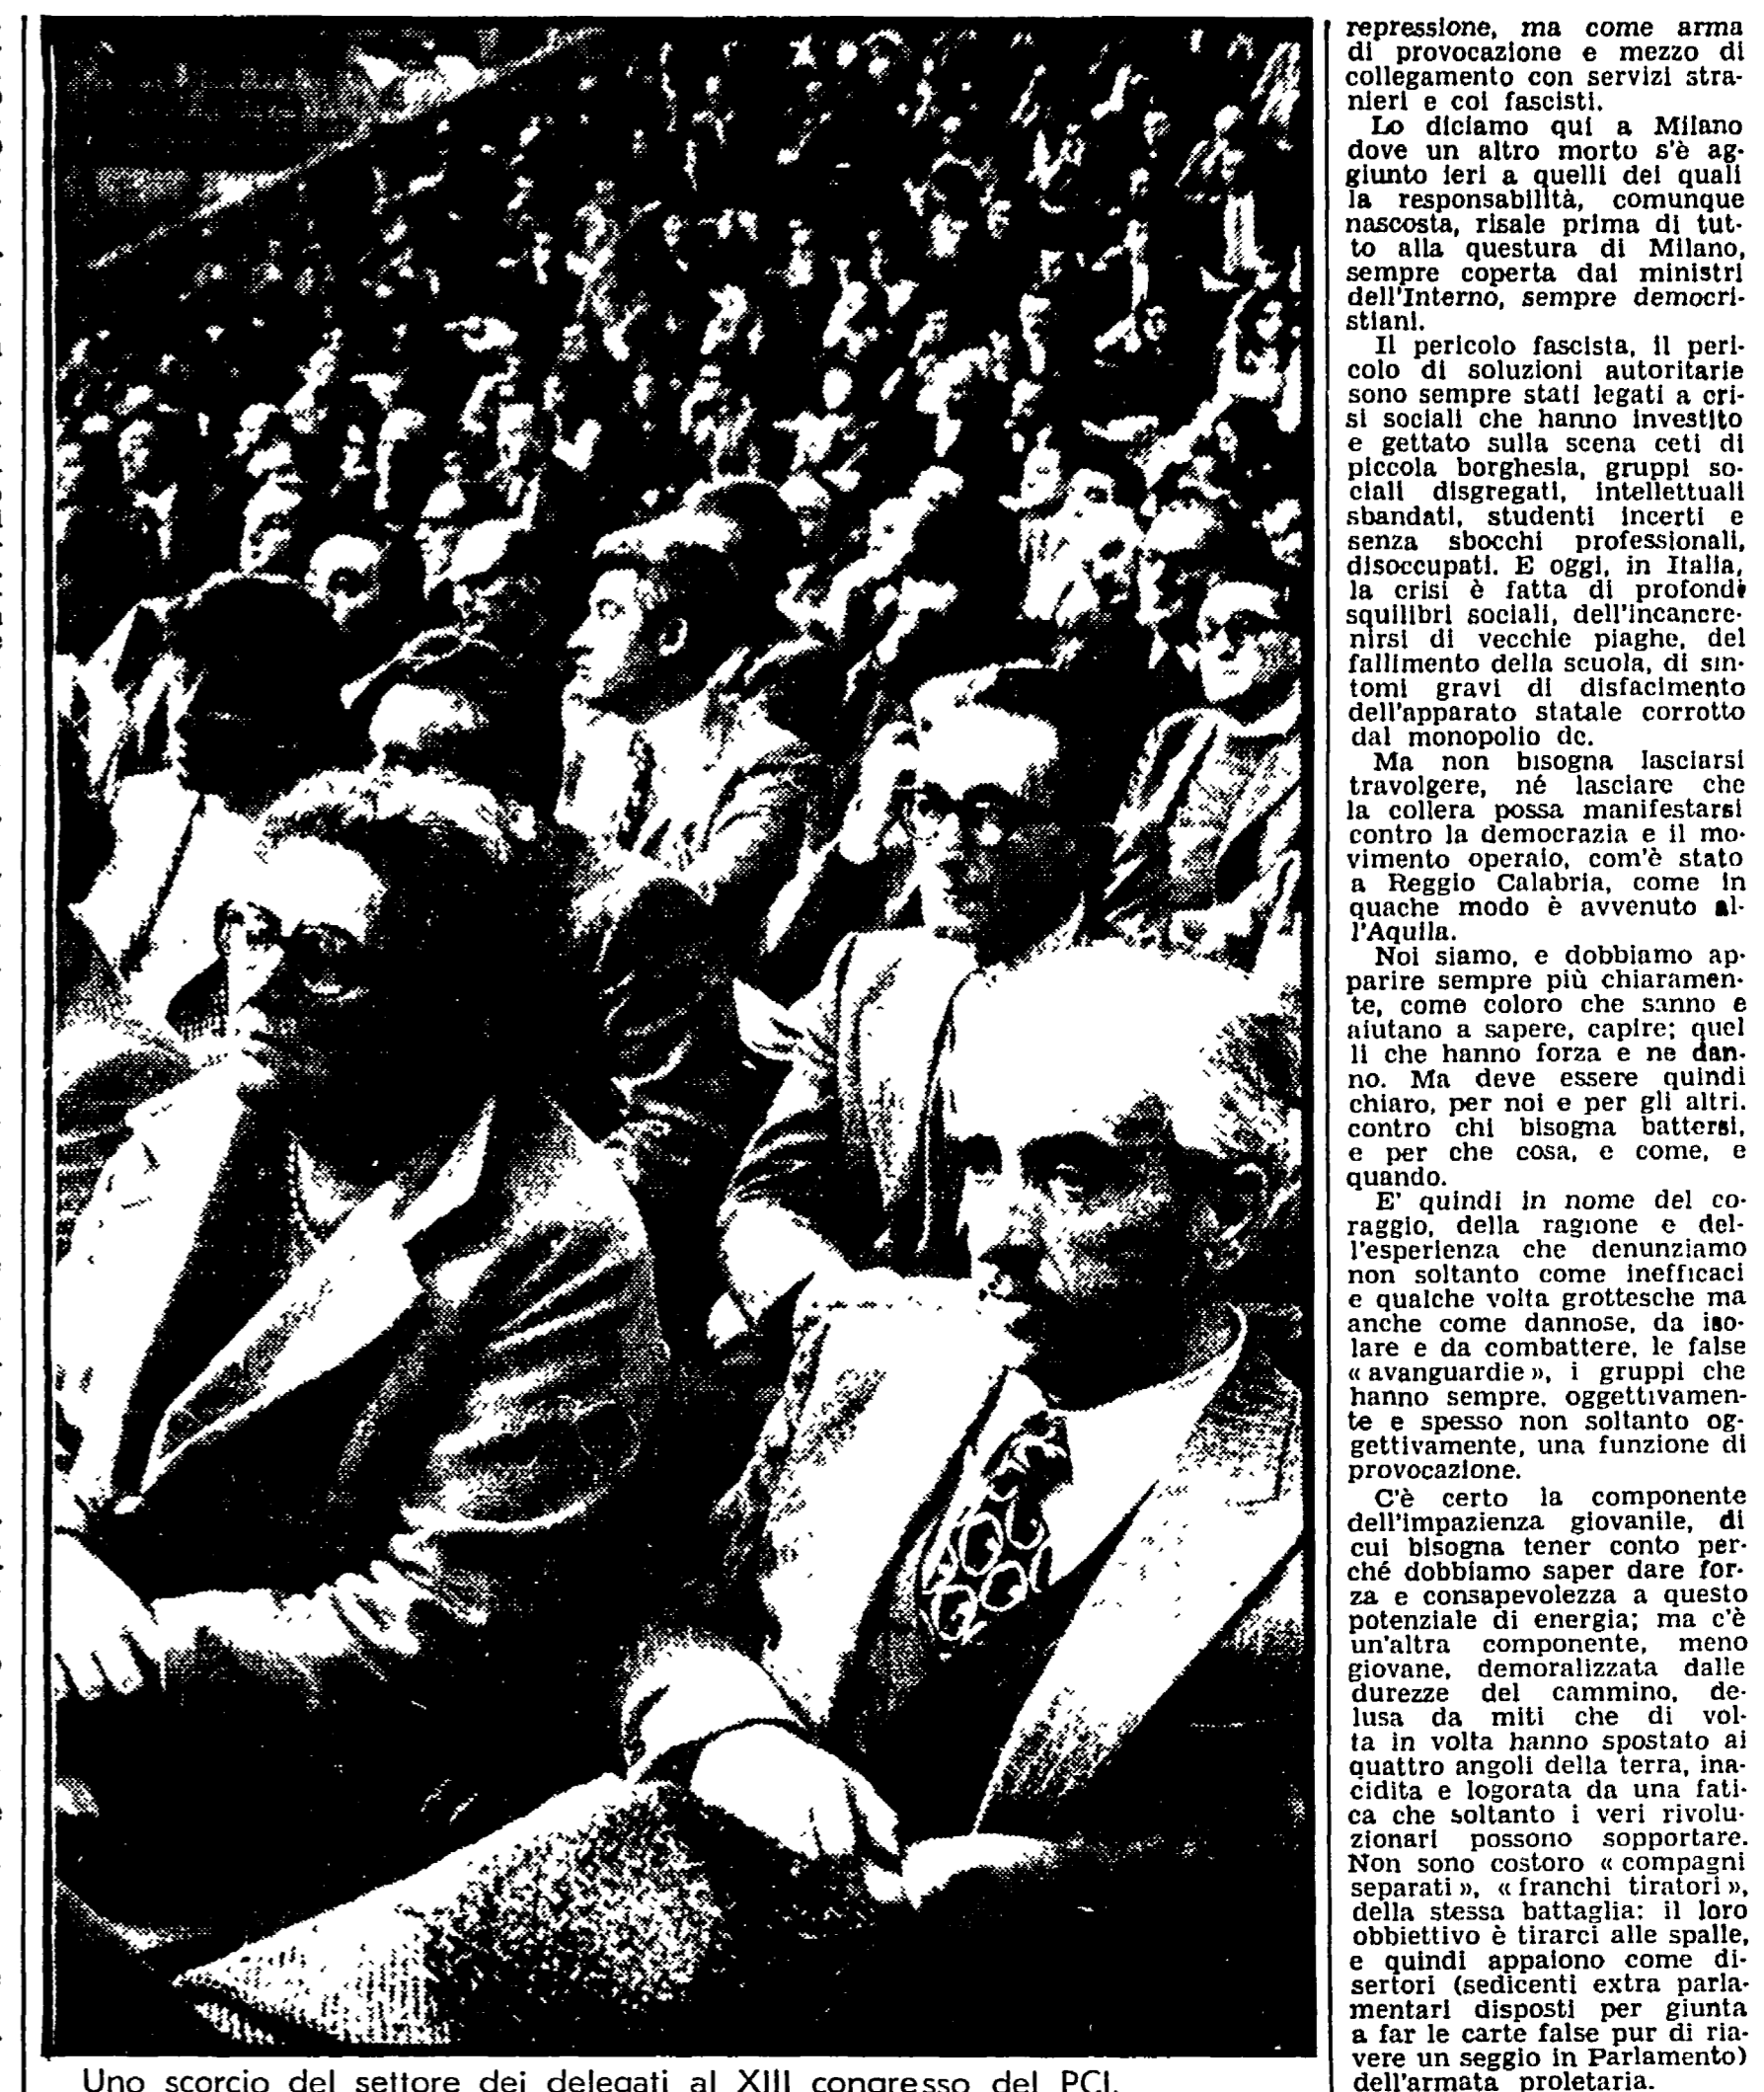 repressione, ma come arma
di provocazione e mezzo di
collegamento con servizi stra-
nieri e coi fascisti.
Lo diciamo qui a Milano
dove un altro morto s'è ag-
giunto ieri a quelli dei quali
la responsabilità, comunque
nascosta, risale prima di tut-
to alla questura di Milano,
sempre coperta dai ministri
dell'Interno, sempre democri-
stiani.
Il pericolo fascista, il peri-
colo di soluzioni autoritarie
sono sempre stati legati a cri-
si sociali che hanno investito
e gettato sulla scena ceti di
piccola borghesia, gruppi so-
ciali disgregati, intellettuali
sbandati, studenti incerti e
senza sbocchi professionali,
disoccupati. E oggi, in Italia,
la crisi è fatta di profondi
squilibri sociali, dell'incancre-
nirsi di vecchie piaghe, del
fallimento della scuola, di sin-
tomi gravi di disfacimento
dell'apparato statale corrotto
dal monopolio dc.
Ma non bisogna lasciarsi
travolgere, né lasciare che
la collera possa manifestarsi
contro la democrazia e il mo-
vimento operaio, com'è stato
a Reggio Calabria, come in
quache modo è avvenuto al-
l'Aquila.
Noi siamo, e dobbiamo ap-
parire sempre più chiaramen-
te, come coloro che sanno e
aiutano a sapere, capire; quel
li che hanno forza e ne dan-
no. Ma deve essere quindi
chiaro, per noi e per gli altri.
contro chi bisogna battersi,
e per che cosa, e come, e
quando.
E' quindi in nome del co-
raggio, della ragione e del-
l'esperienza che denunziamo
non soltanto come inefficaci
e qualche volta grottesche ma
anche come dannose, da iso-
lare e da combattere, le false
« avanguardie », i gruppi che
hanno sempre, oggettivamen-
te e spesso non soltanto og-
gettivamente, una funzione di
provocazione.
C'è certo la componente
dell'impazienza giovanile, di
cui bisogna tener conto per-
ché dobbiamo saper dare for-
za e consapevolezza a questo
potenziale di energia; ma c'è
un'altra componente, meno
giovane, demoralizzata dalle
durezze del cammino, de-
lusa da miti che di vol-
ta in volta hanno spostato ai
quattro angoli della terra, ina-
cidita e logorata da una fati-
ca che soltanto i veri rivolu-
zionari possono sopportare.
Non sono costoro « compagni
separati », « franchi tiratori »,
della stessa battaglia: il loro
obbiettivo è tirarci alle spalle,
e quindi appaiono come di-
sertori (sedicenti extra parla-
mentari disposti per giunta
a far le carte false pur di ria-
vere un seggio in Parlamento)
dell'armata proletaria.
Uno scorcio del settore dei delegati al XIII congresso del PCI.